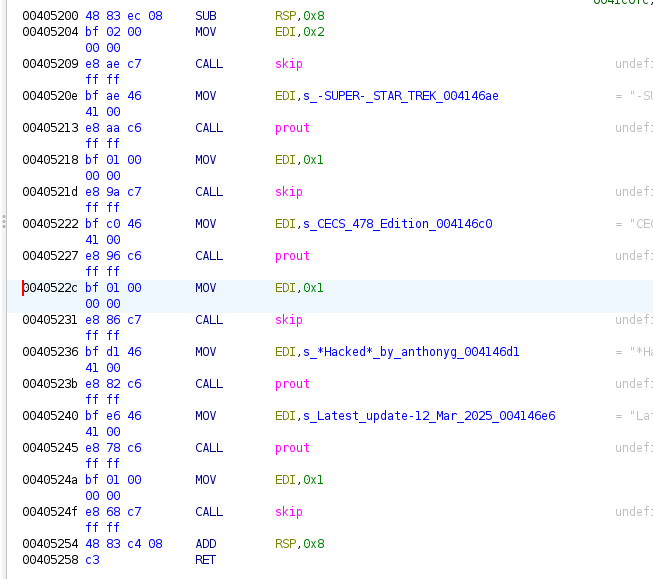 00405200 48 83 ec 08 SUB RSP,0x8
00405204 bf 02 00 MOV EDI,0x2
00 00
00405209 e8 ae c7 CALL skip undefi
ff ff
0040520e bf ae 46 MOV EDI,s_-SUPER-_STAR_TREK_004146ae = "-SU
41 00
00405213 e8 aa c6 CALL prout undefi
ff ff
00405218 bf 01 00 MOV EDI,0x1
00 00
0040521d e8 9a c7 CALL skip undefi
ff ff
00405222 bf c0 46 MOV EDI,s_CECS_478_Edition_004146c0 = "CEC
41 00
00405227 e8 96 c6 CALL prout undefi
ff ff
0040522c bf 01 00 MOV EDI,0x1
00 00
00405231 e8 86 c7 CALL skip undefi
ff ff
00405236 bf d1 46 MOV EDI,s_*Hacked*_by_anthonyg_004146d1 = "*Ha
41 00
0040523b e8 82 c6 CALL prout undefi
ff ff
00405240 bf e6 46 MOV EDI,s_Latest_update-12_Mar_2025_004146e6 = "Lat
41 00
00405245 e8 78 c6 CALL prout undefi
ff ff
0040524a bf 01 00 MOV EDI,0x1
00 00
0040524f e8 68 c7 CALL skip undefi
ff ff
00405254 48 83 c4 08 ADD RSP,0x8
00405258 c3 RET